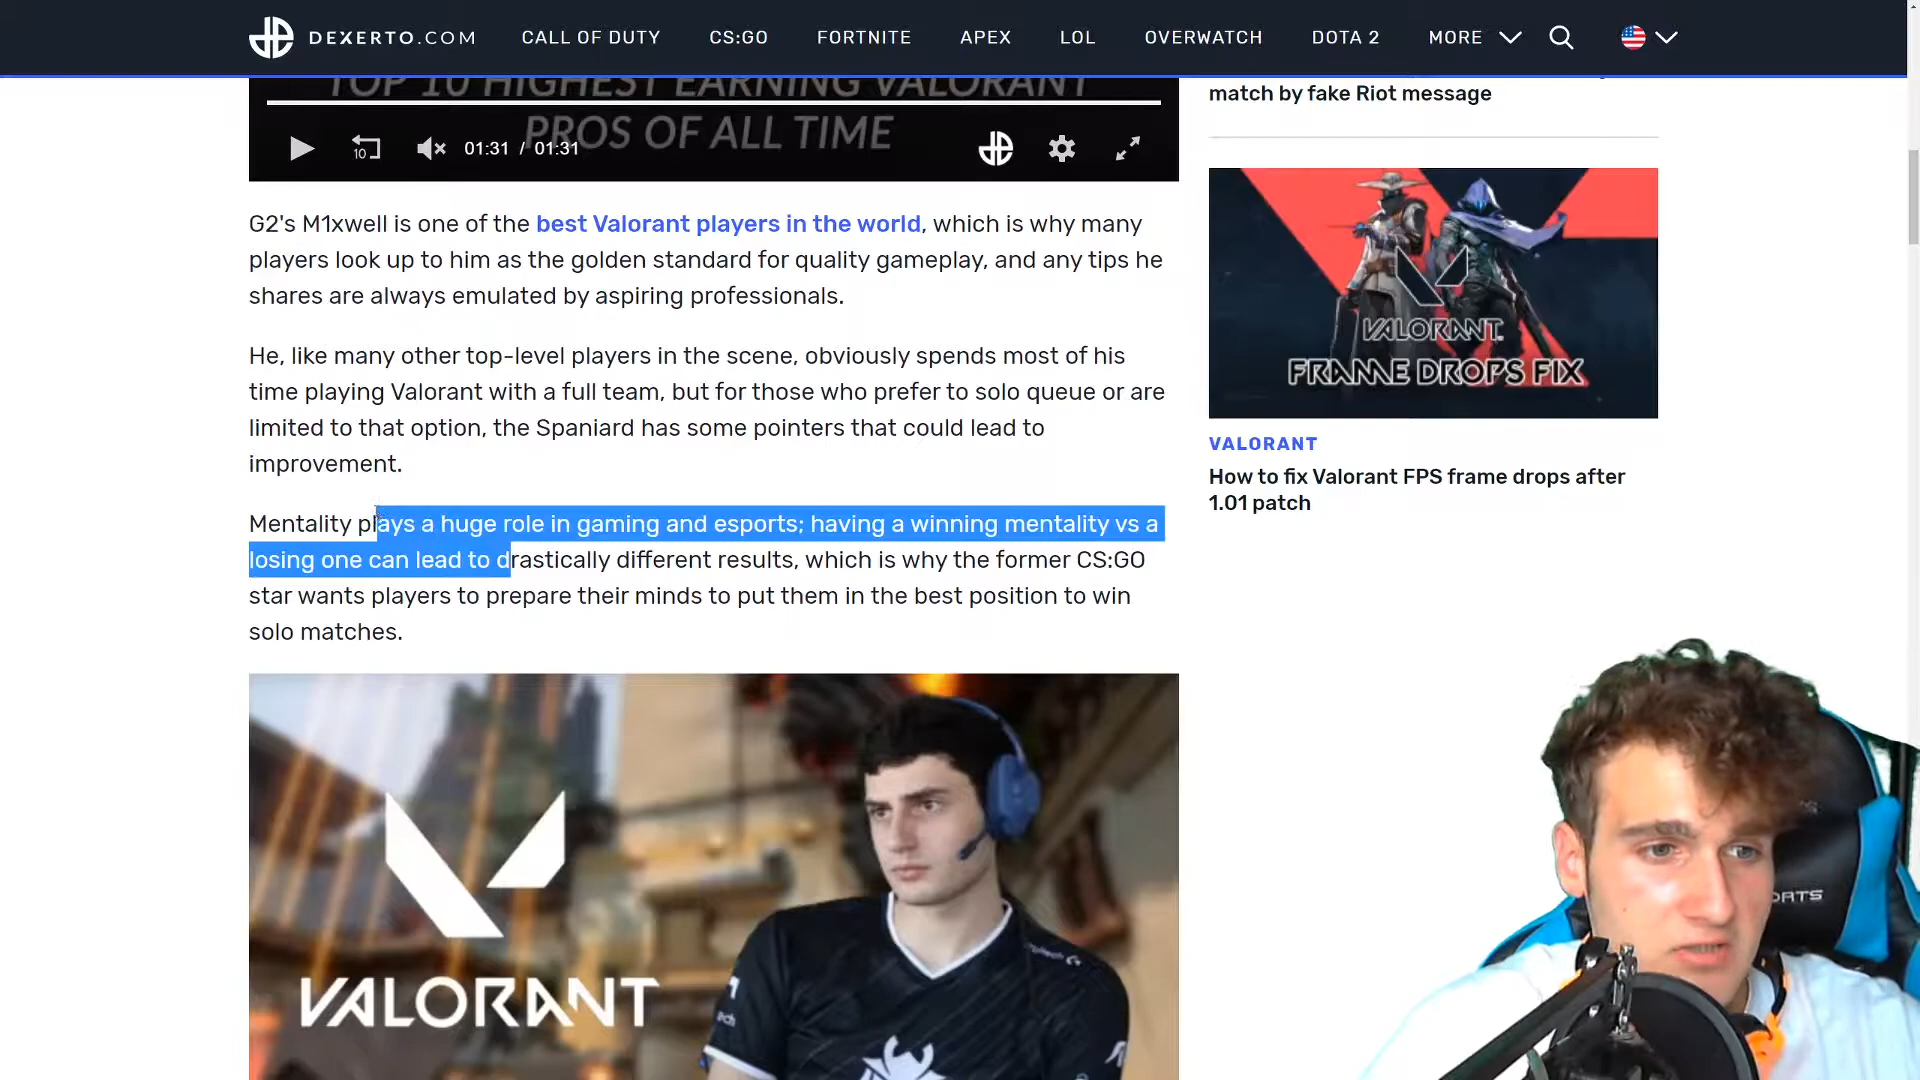 DEXERTO.COM CALL OF DUTY CS:GO FORTNITE APEX LOL OVERWATCH DOTA 2 MORE
TOP 10 HIGHEST EARNING VALORANT
PROS OF ALL TIME
10 01:31 / 01:31
G2's M1xwell is one of the best Valorant players in the world, which is why many
players look up to him as the golden standard for quality gameplay, and any tips he
shares are always emulated by aspiring professionals.
He, like many other top-level players in the scene, obviously spends most of his
time playing Valorant with a full team, but for those who prefer to solo queue or are
limited to that option, the Spaniard has some pointers that could lead to
improvement.
Mentality plays a huge role in gaming and esports; having a winning mentality vs a
losing one can lead to drastically different results, which is why the former CS:GO
star wants players to prepare their minds to put them in the best position to win
solo matches.
VALORANT
match by fake Riot message
VALORANT
FRAME DROPS FIX
VALORANT
How to fix Valorant FPS frame drops after
1.01 patch